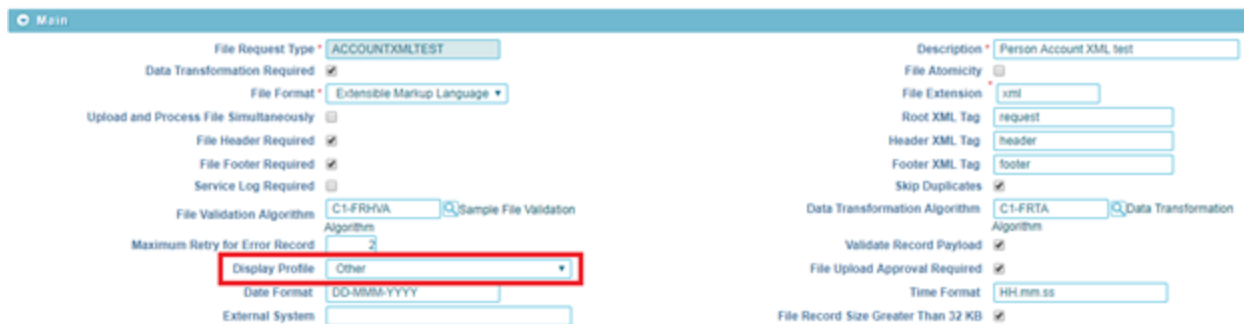 Main
File Request Type * ACCOUNTXMLTEST Description * Person Account XML test
Data Transformation Required File Atomicity
File Format * Extensible Markup Language File Extension * xml
Upload and Process File Simultaneously Root XML Tag request
File Header Required Header XML Tag header
File Footer Required Footer XML Tag footer
Service Log Required Skip Duplicates
File Validation Algorithm C1-FRHVA Sample File Validation Data Transformation Algorithm C1-FRTA Data Transformation
Algorithm Algorithm
Maximum Retry for Error Record 2 Validate Record Payload
Display Profile Other File Upload Approval Required
Date Format DD-MMM-YYYY Time Format HH.mm.ss
External System File Record Size Greater Than 32 KB